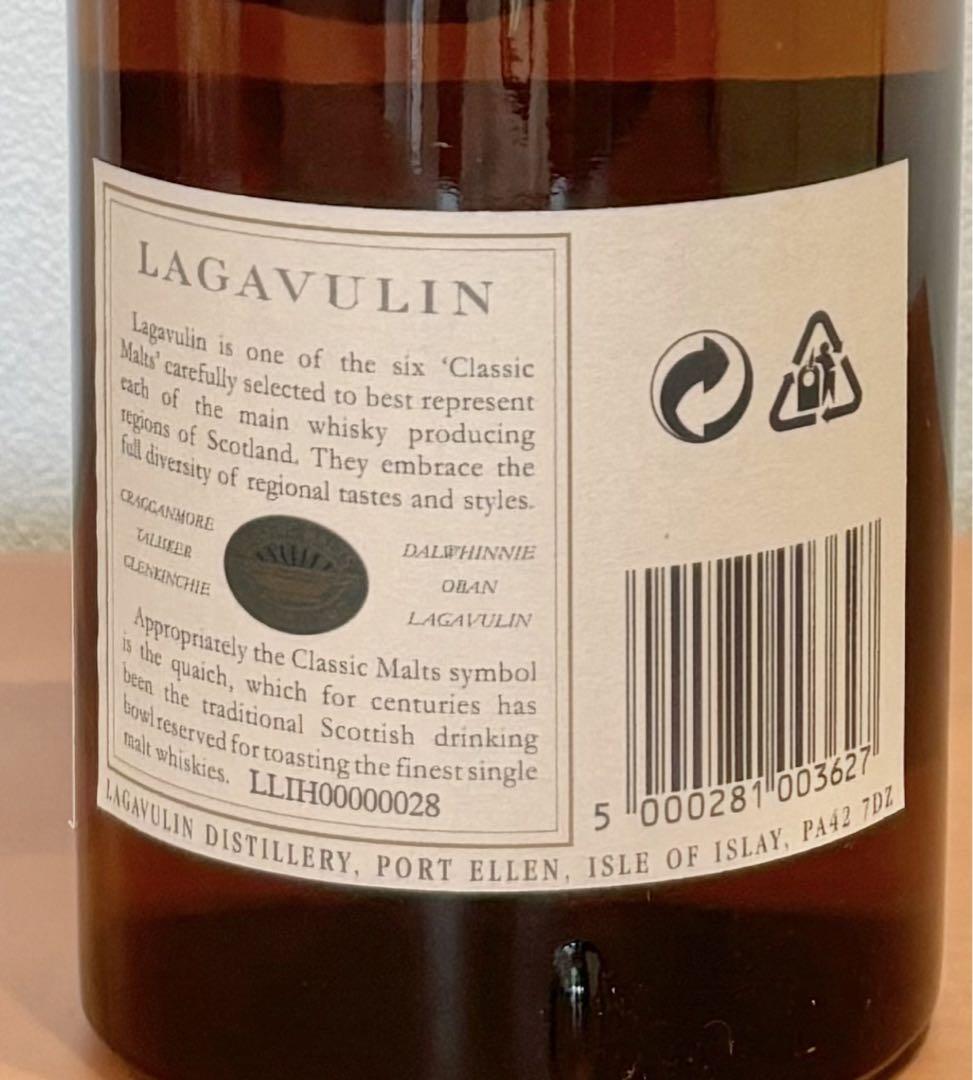 LAGAVULIN
Lagavulin is one of the six ‘Classic
Malts’ carefully selected to best represent
each of the main whisky producing
regions of Scotland. They embrace the
full diversity of regional tastes and styles.
CRAGGANMORE
TALISKER
GLENKINCHIE
DALWHINNIE
OBAN
LAGAVULIN
Appropriately the Classic Malts symbol
is the quaich, which for centuries has
been the traditional Scottish drinking
bowl reserved for toasting the finest single
malt whiskies. LLIH00000028
5 000281 003627
LAGAVULIN DISTILLERY, PORT ELLEN, ISLE OF ISLAY, PA42 7DZ